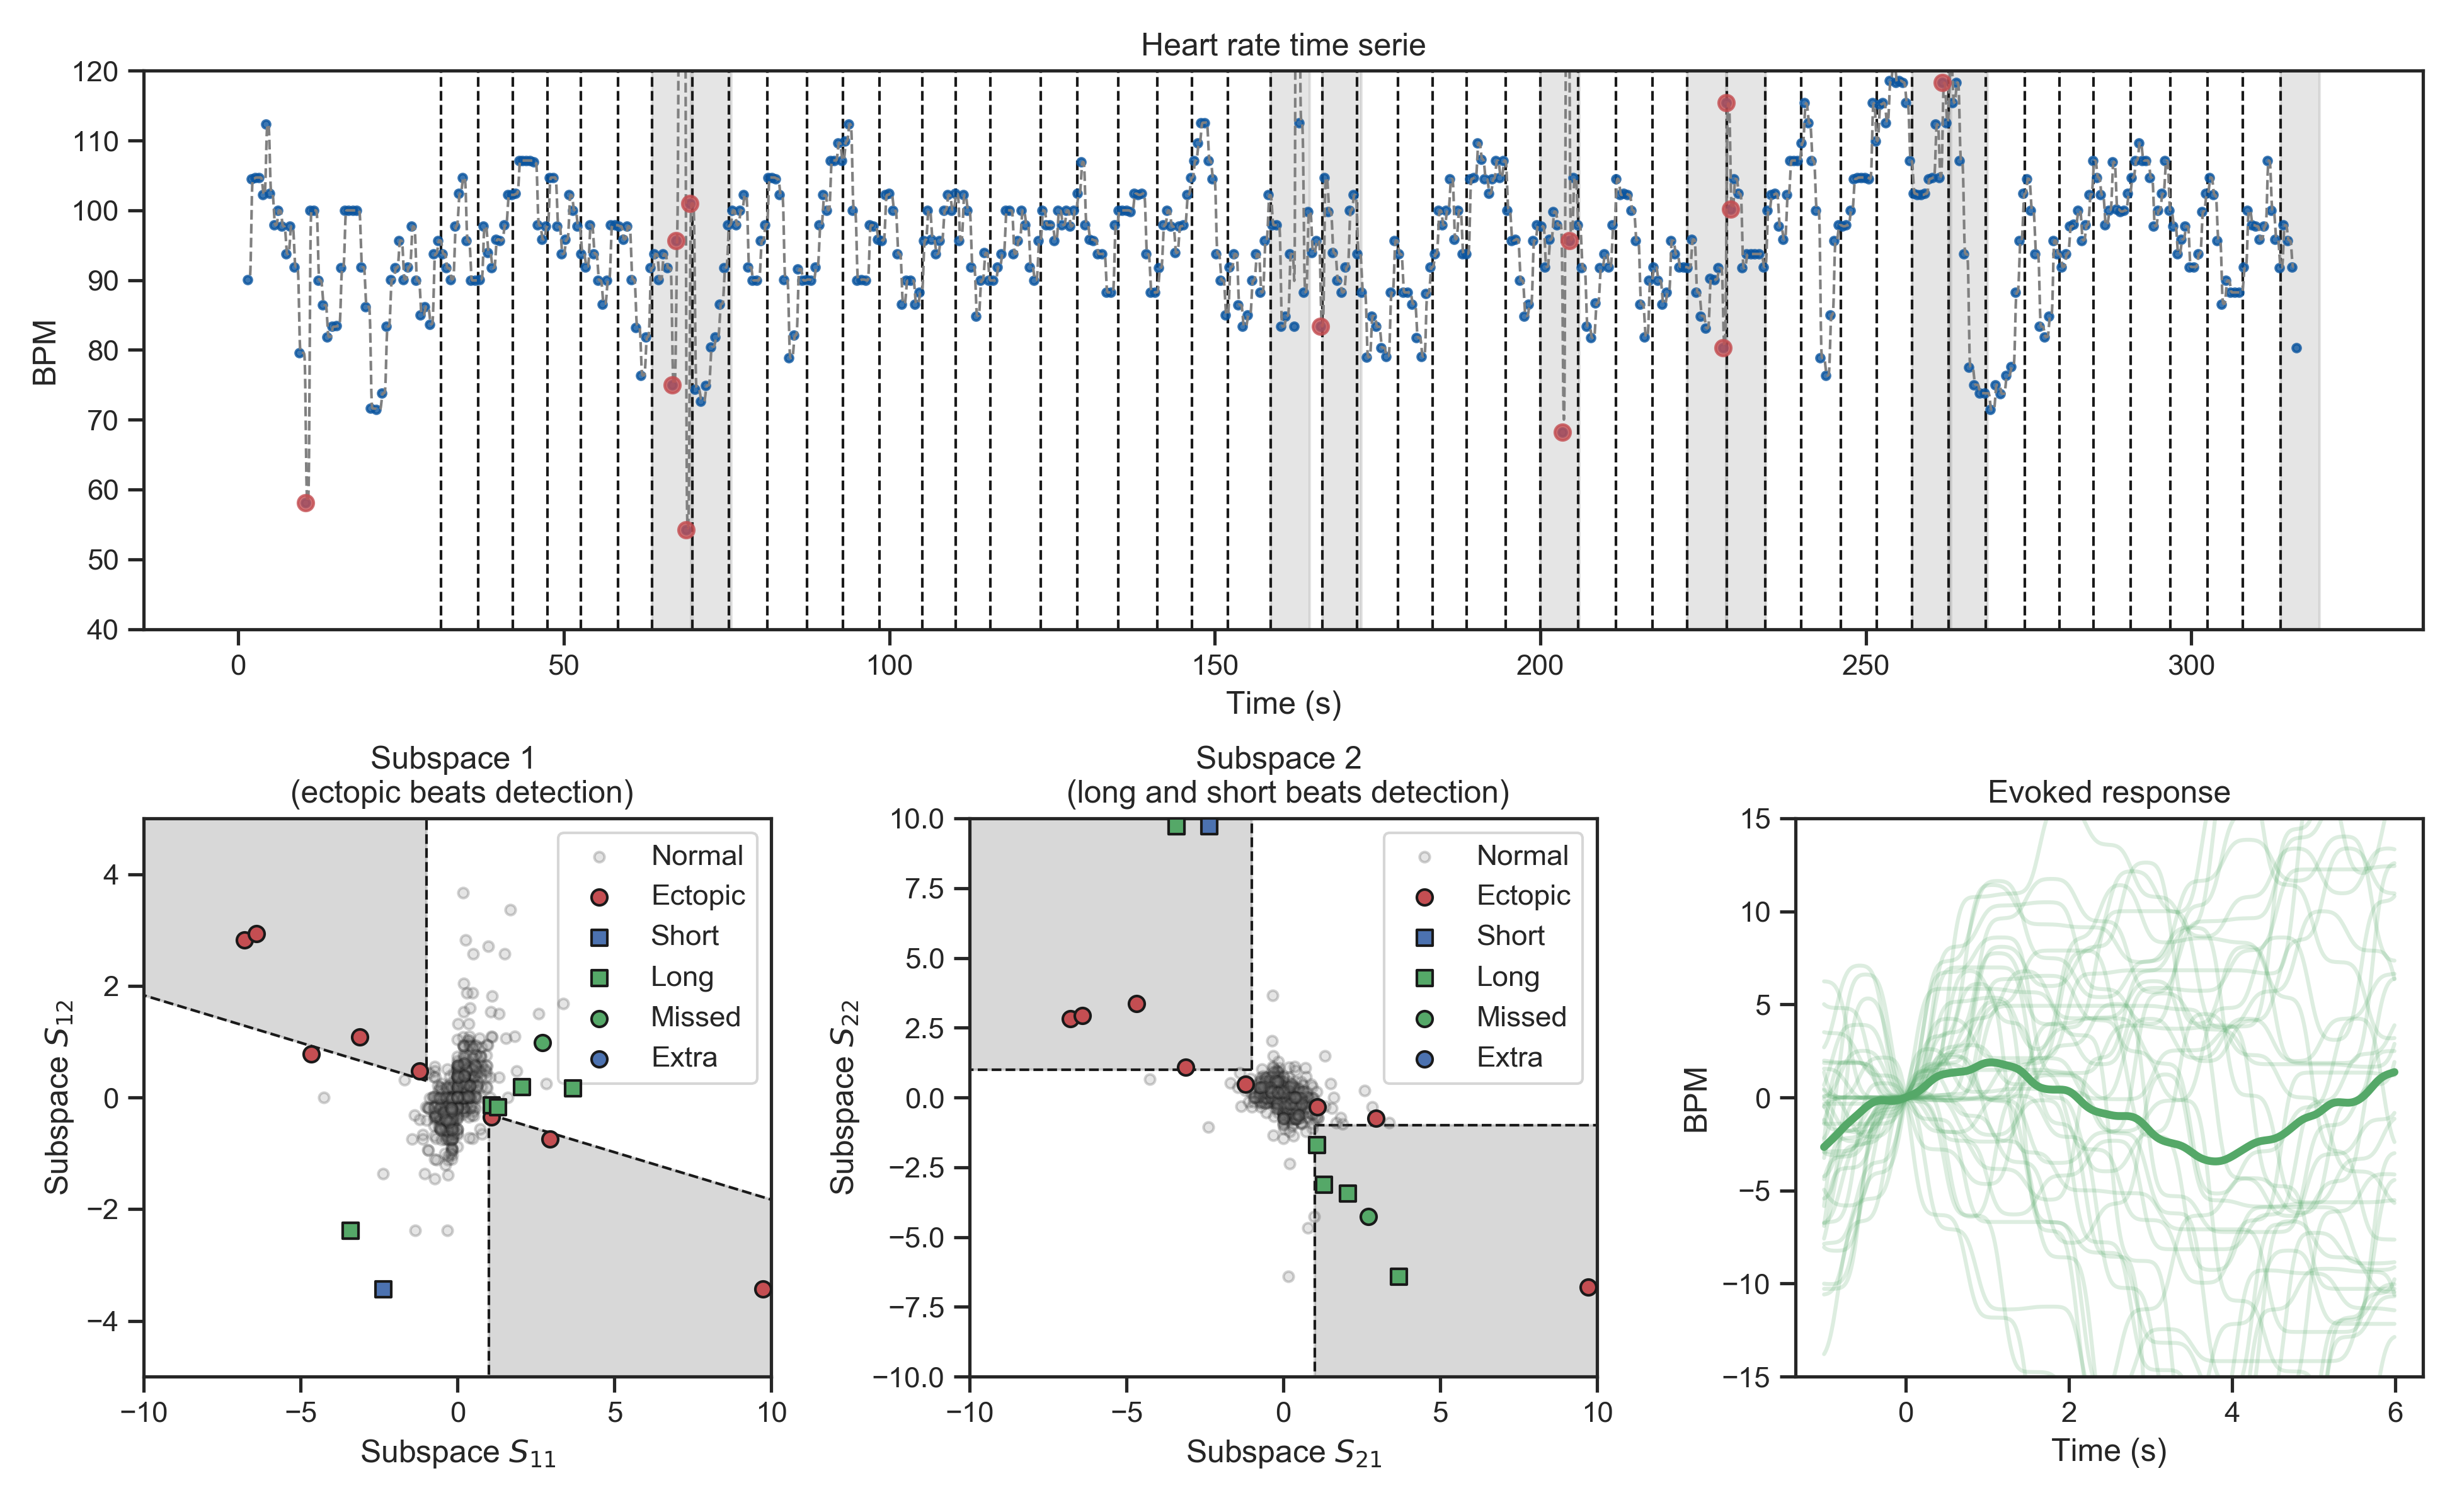 Heart rate time serie
120
110
100
90
80
70
60
50
40
BPM
0 50 100 150 200 250 300
Time (s)
Subspace 1
(ectopic beats detection)
4
2
0
−2
−4
Subspace S12
Normal
Ectopic
Short
Long
Missed
Extra
−10 −5 0 5 10
Subspace S11
Subspace 2
(long and short beats detection)
10.0
7.5
5.0
2.5
0.0
−2.5
−5.0
−7.5
−10.0
Subspace S22
Normal
Ectopic
Short
Long
Missed
Extra
−10 −5 0 5 10
Subspace S21
Evoked response
15
10
5
0
−5
−10
−15
BPM
0 2 4 6
Time (s)